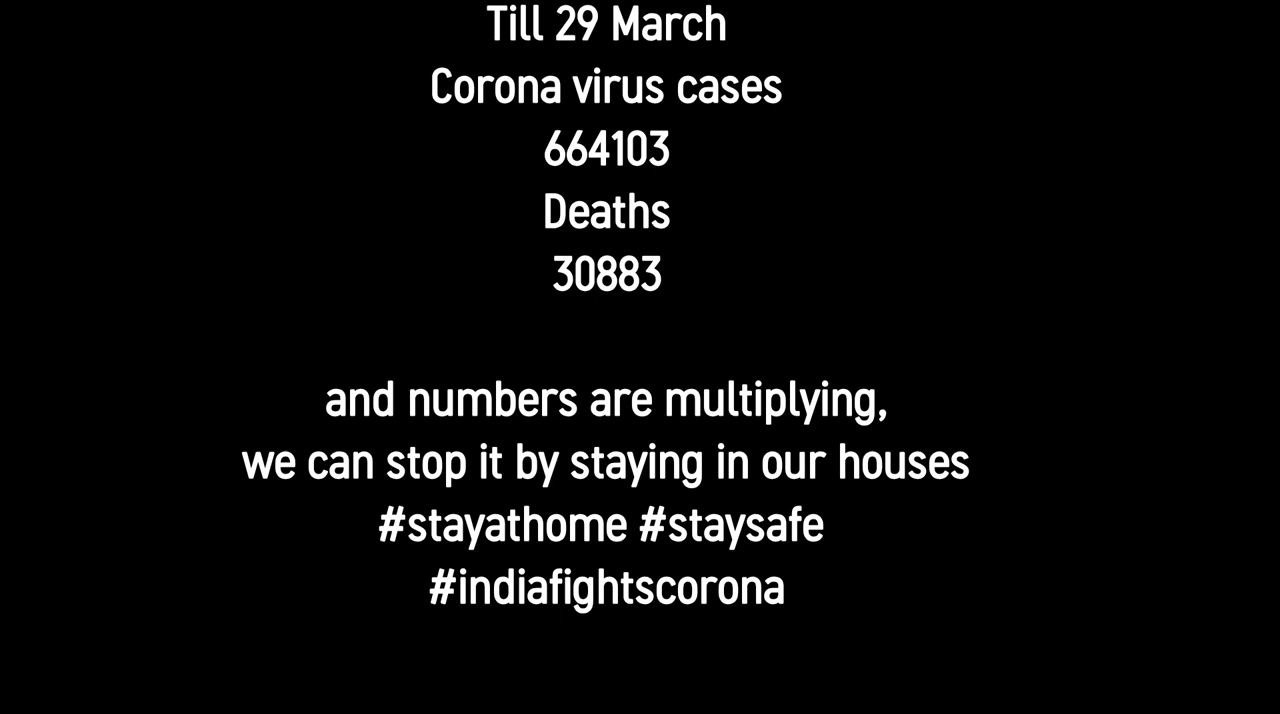 Till 29 March
Corona virus cases
664103
Deaths
30883
and numbers are multiplying,
we can stop it by staying in our houses
#stayathome #staysafe
#indiafightscorona